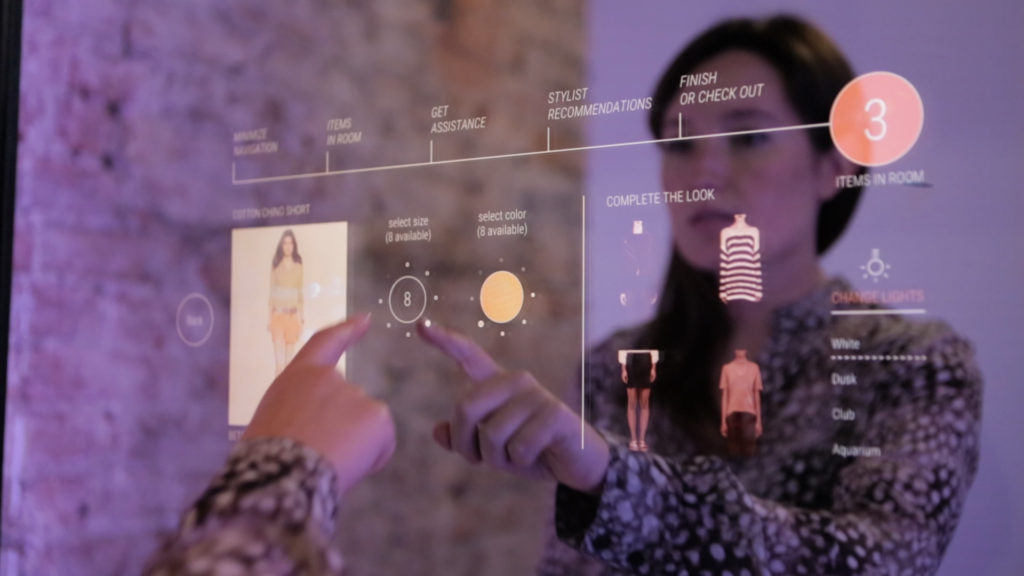 MINIMIZE
NAVIGATION
ITEMS
IN ROOM
GET
ASSISTANCE
STYLIST
RECOMMENDATIONS
FINISH
OR CHECK OUT
3
ITEMS IN ROOM
COTTON CHINO SHORT
select size
(8 available)
8
select color
(8 available)
COMPLETE THE LOOK
CHANGE LIGHTS
White
Dusk
Club
Aquarium